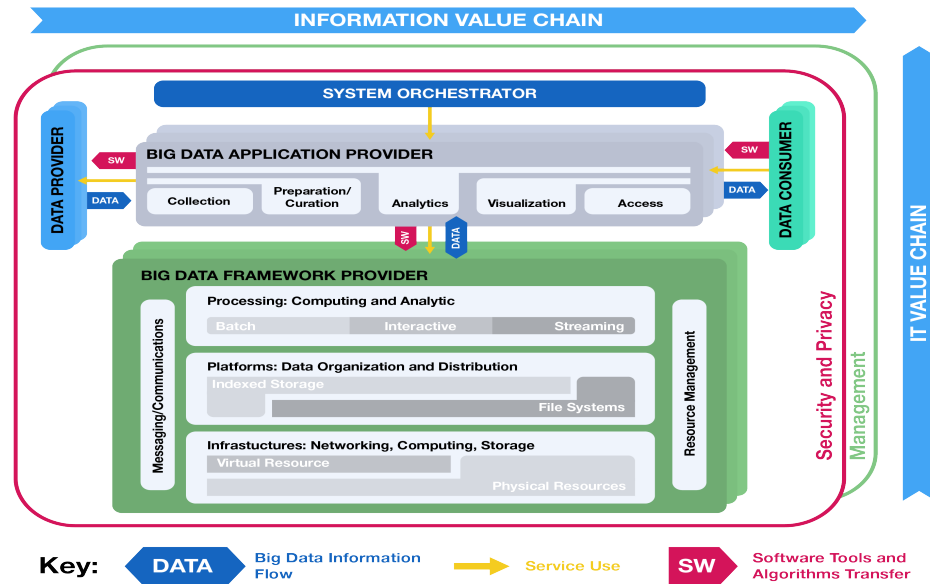 INFORMATION VALUE CHAIN
SYSTEM ORCHESTRATOR
DATA PROVIDER
SW
DATA
BIG DATA APPLICATION PROVIDER
Collection
Preparation/
Curation
Analytics
Visualization
Access
SW
DATA
DATA CONSUMER
SW
DATA
BIG DATA FRAMEWORK PROVIDER
Messaging/Communications
Processing: Computing and Analytic
Batch
Interactive
Streaming
Platforms: Data Organization and Distribution
Indexed Storage
File Systems
Infrastuctures: Networking, Computing, Storage
Virtual Resource
Physical Resources
Resource Management
Security and Privacy
Management
IT VALUE CHAIN
Key:
DATA
Big Data Information
Flow
Service Use
SW
Software Tools and
Algorithms Transfer